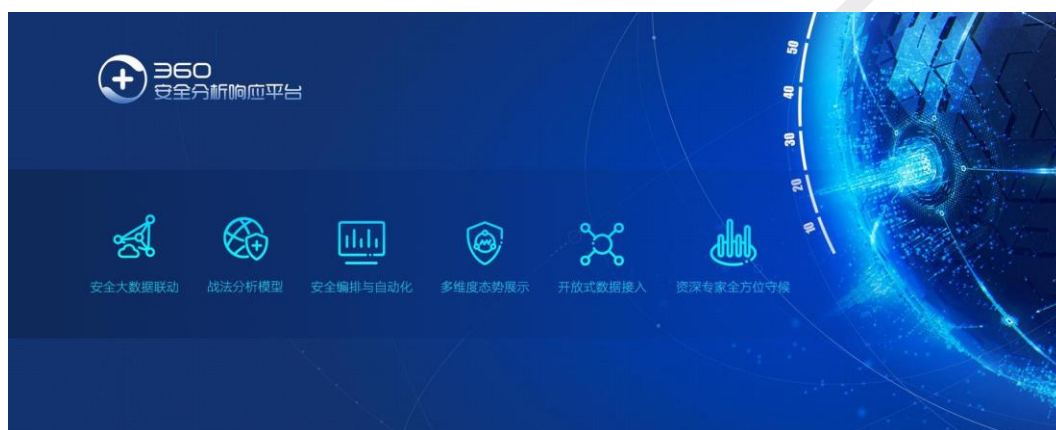 360
安全分析响应平台
50
40
30
20
10
安全大数据联动
战法分析模型
安全编排与自动化
多维度态势展示
开放式数据接入
资深专家全方位守候